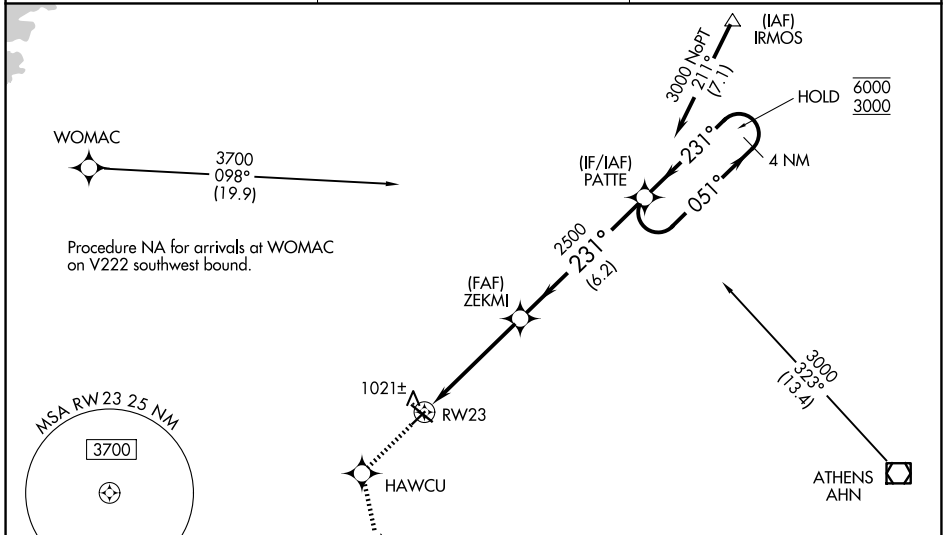 (IAF)
IRMOS
3000 NoPT
211°
(7.1)
HOLD
6000
3000
4 NM
231°
051°
(IF/IAF)
PATTE
WOMAC
3700
098°
(19.9)
Procedure NA for arrivals at WOMAC
on V222 southwest bound.
2500
231°
(6.2)
(FAF)
ZEKMI
3000
323°
(13.4)
1021±
RW23
MSA RW23 25 NM
3700
HAWCU
ATHENS
AHN